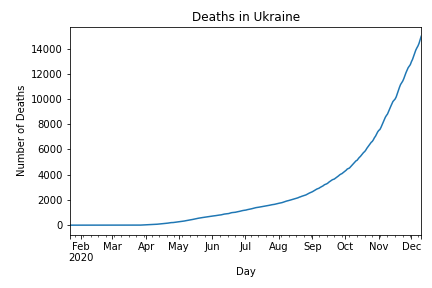 Deaths in Ukraine
Number of Deaths
14000
12000
10000
8000
6000
4000
2000
0
Feb Mar Apr May Jun Jul Aug Sep Oct Nov Dec
2020
Day